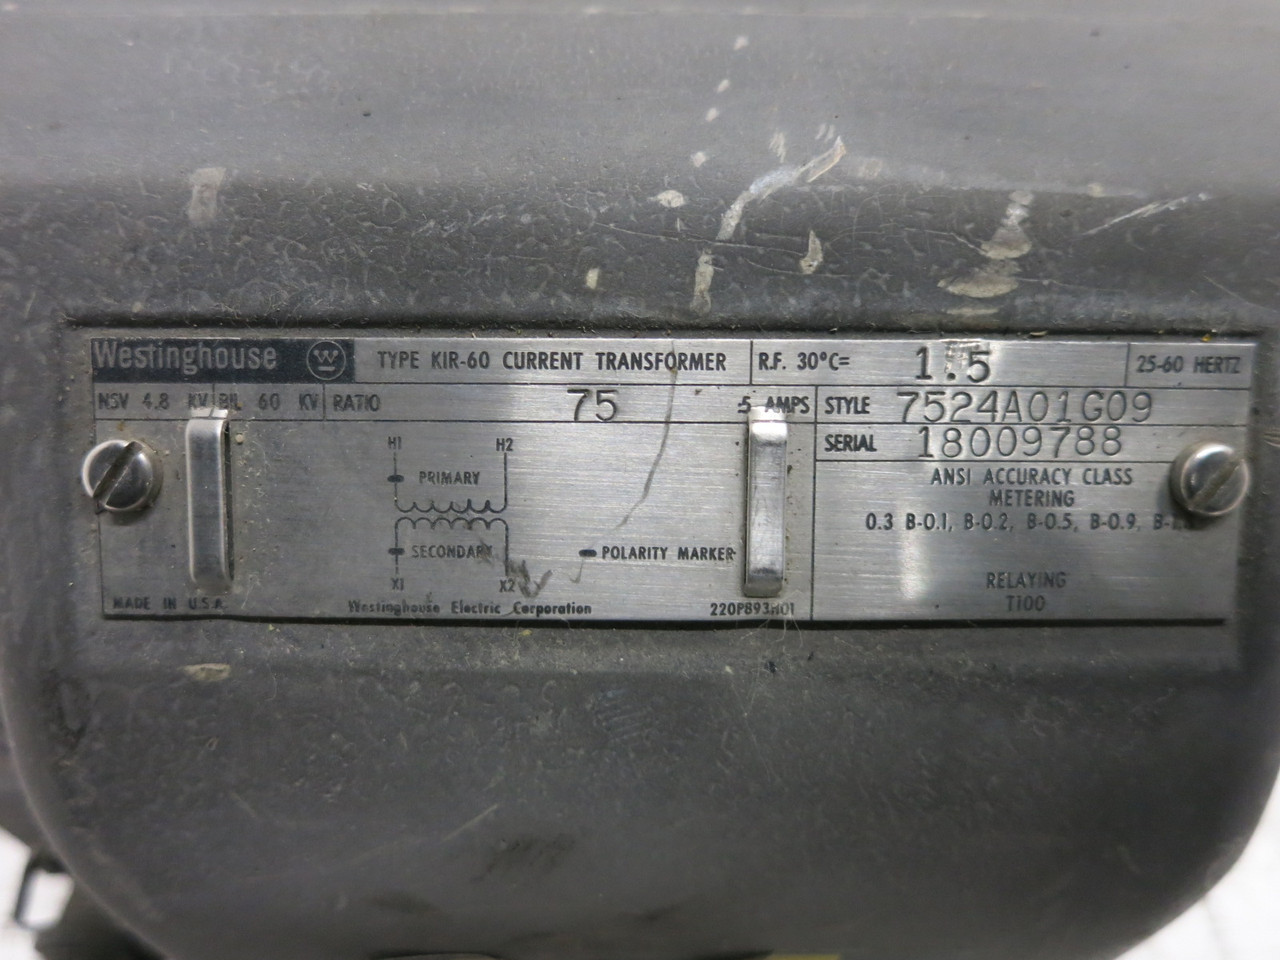 Westinghouse W TYPE KIR-60 CURRENT TRANSFORMER R.F. 30°C= 1.5 25-60 HERTZ
NSV 4.8 KV BIL 60 KV RATIO 75 :5 AMPS STYLE 7524A01G09
SERIAL 18009788
H1 H2
PRIMARY
SECONDARY
X1 X2
POLARITY MARKER
ANSI ACCURACY CLASS
METERING
0.3 B-0.1, B-0.2, B-0.5, B-0.9,
RELAYING
T100
MADE IN U.S.A. Westinghouse Electric Corporation 220P893H01